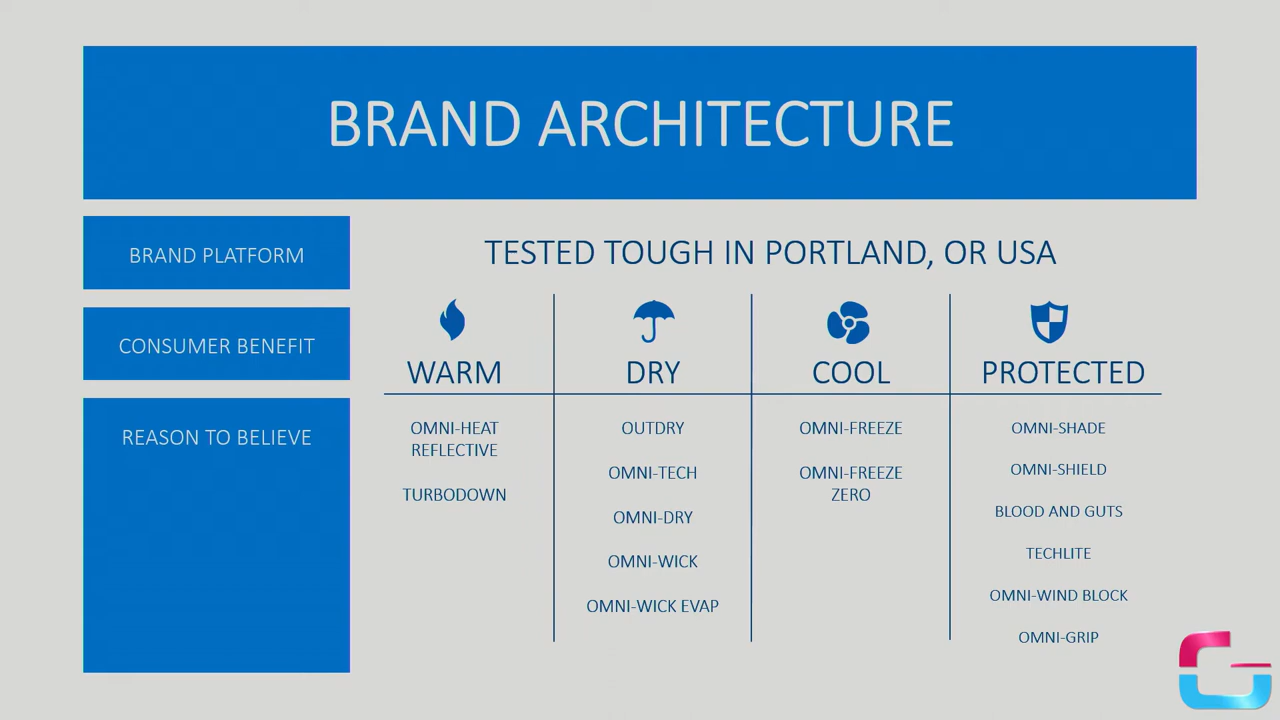 BRAND ARCHITECTURE
BRAND PLATFORM
TESTED TOUGH IN PORTLAND, OR USA
CONSUMER BENEFIT
WARM
DRY
COOL
PROTECTED
REASON TO BELIEVE
OMNI-HEAT
REFLECTIVE
TURBODOWN
OUTDRY
OMNI-TECH
OMNI-DRY
OMNI-WICK
OMNI-WICK EVAP
OMNI-FREEZE
OMNI-FREEZE
ZERO
OMNI-SHADE
OMNI-SHIELD
BLOOD AND GUTS
TECHLITE
OMNI-WIND BLOCK
OMNI-GRIP